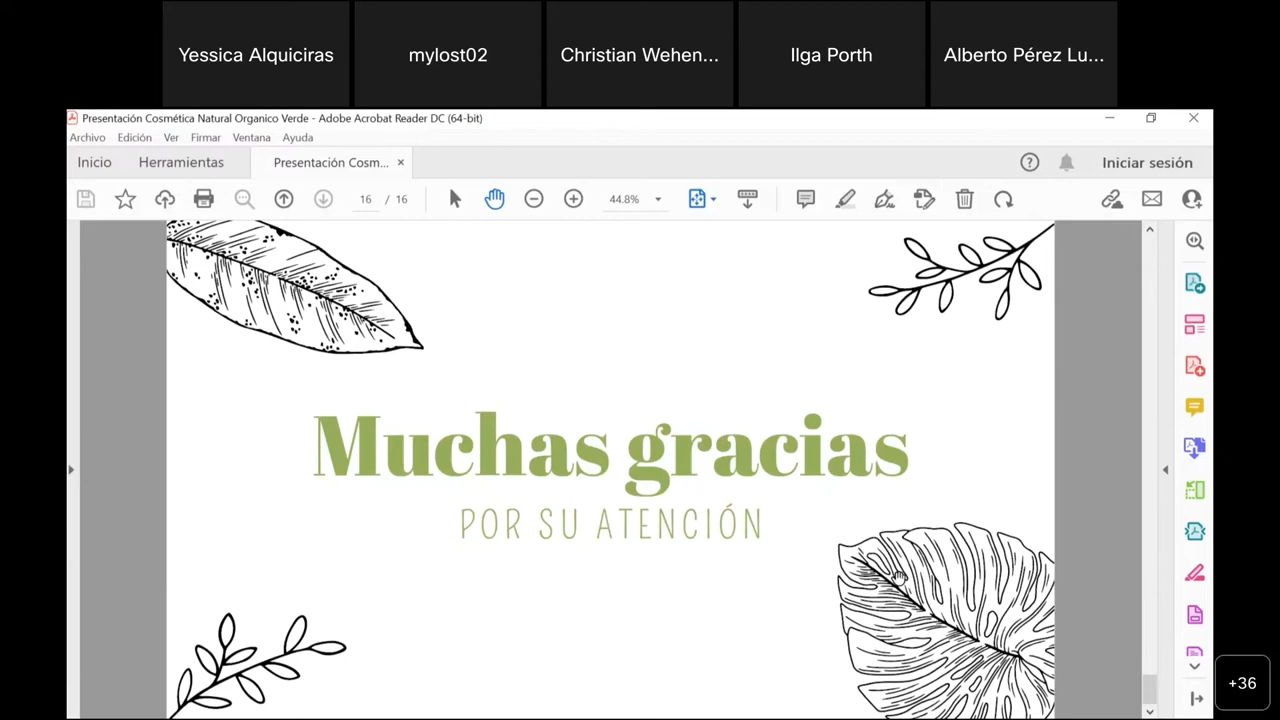 Yessica Alquiciras
mylost02
Christian Wehen...
Ilga Porth
Alberto Pérez Lu...
Presentación Cosmética Natural Organico Verde - Adobe Acrobat Reader DC (64-bit)
Archivo Edición Ver Firmar Ventana Ayuda
Inicio Herramientas Presentación Cosm... Iniciar sesión
16 / 16 44.8%
Muchas gracias
POR SU ATENCIÓN
+36